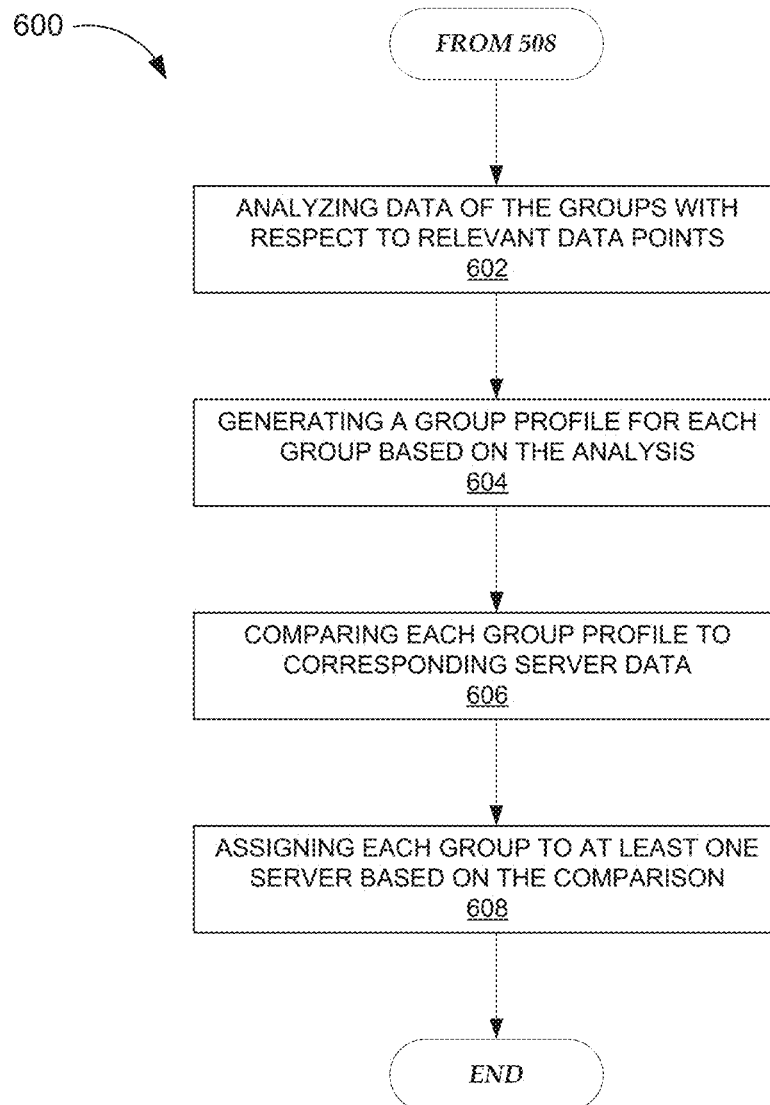 600
FROM 508
ANALYZING DATA OF THE GROUPS WITH
RESPECT TO RELEVANT DATA POINTS
602
GENERATING A GROUP PROFILE FOR EACH
GROUP BASED ON THE ANALYSIS
604
COMPARING EACH GROUP PROFILE TO
CORRESPONDING SERVER DATA
606
ASSIGNING EACH GROUP TO AT LEAST ONE
SERVER BASED ON THE COMPARISON
608
END